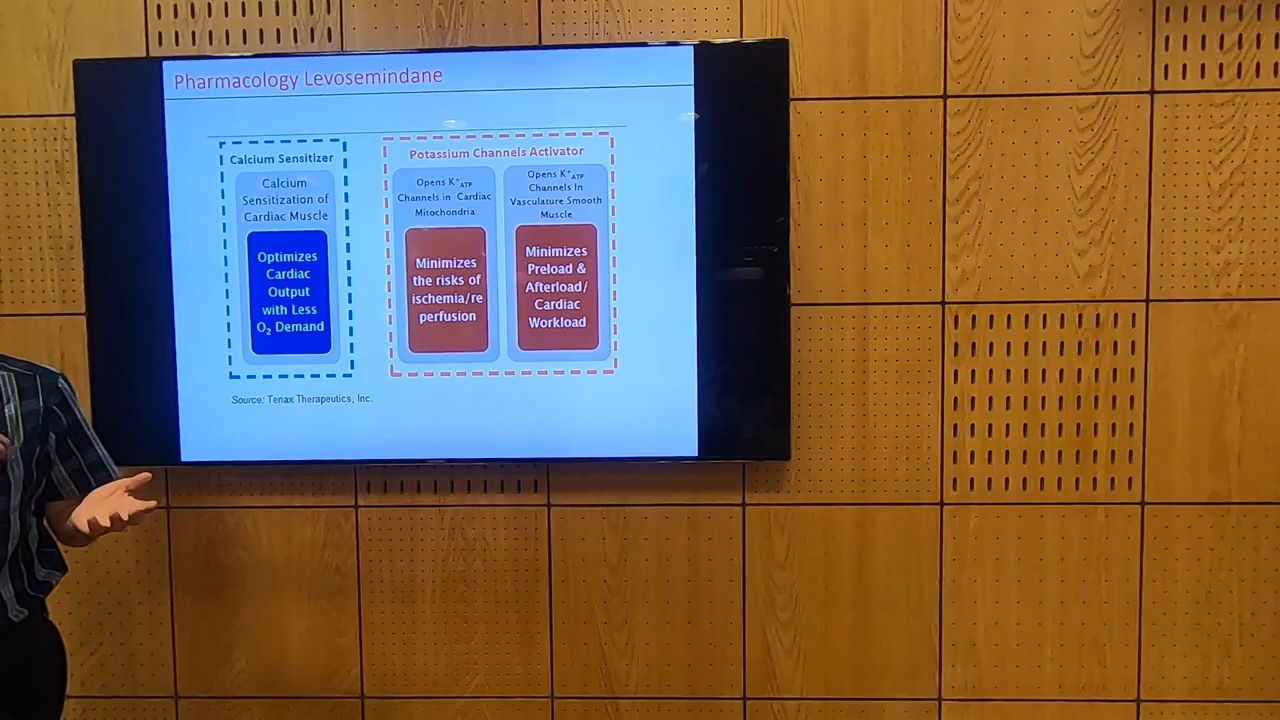 Pharmacology Levosemindane
Calcium Sensitizer
Calcium
Sensitization of
Cardiac Muscle
Optimizes
Cardiac
Output
with Less
O₂ Demand
Potassium Channels Activator
Opens K⁺ATP
Channels in Cardiac
Mitochondria
Minimizes
the risks of
ischemia/re
perfusion
Opens K⁺ATP
Channels In
Vasculature Smooth
Muscle
Minimizes
Preload &
Afterload/
Cardiac
Workload
Source: Tenax Therapeutics, Inc.